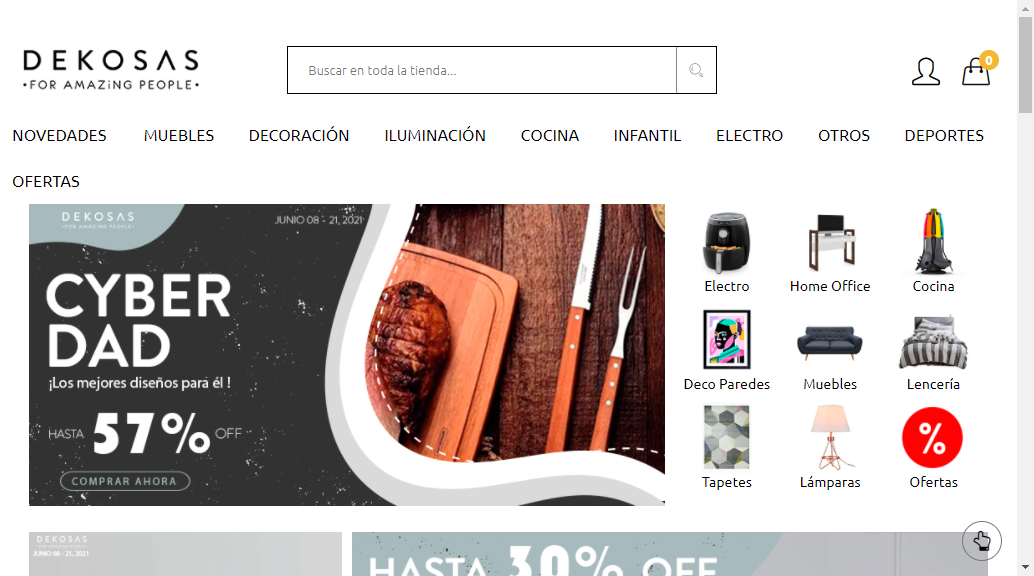 DEKOSAS
•FOR AMAZiNG PEOPLE•
Buscar en toda la tienda...
0
NOVEDADES MUEBLES DECORACIÓN ILUMINACIÓN COCINA INFANTIL ELECTRO OTROS DEPORTES
OFERTAS
DEKOSAS
•FOR AMAZING PEOPLE•
JUNIO 08 - 21, 2021
CYBER
DAD
¡Los mejores diseños para él !
HASTA 57% OFF
COMPRAR AHORA
Electro Home Office Cocina
Deco Paredes Muebles Lencería
%
Tapetes Lámparas Ofertas
DEKOSAS
JUNIO 08 - 21, 2021
HASTA 30% OFF